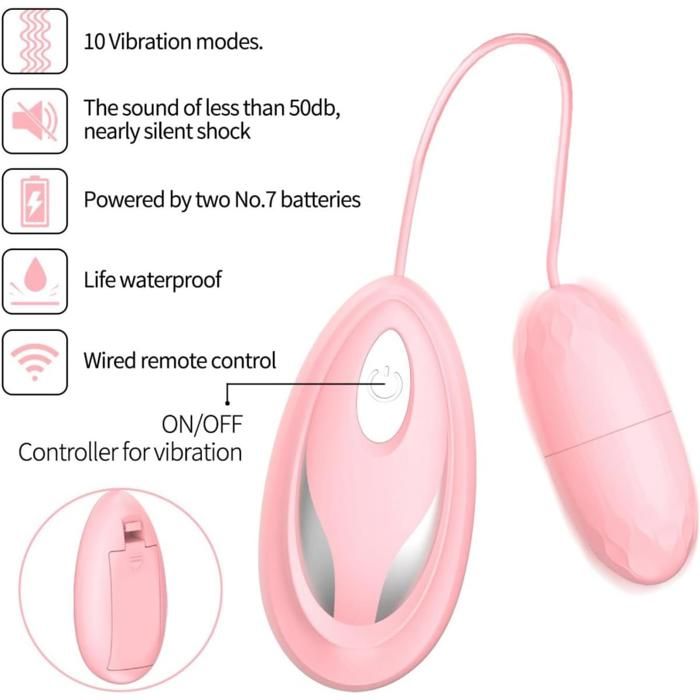 10 Vibration modes.
The sound of less than 50db,
nearly silent shock
Powered by two No.7 batteries
Life waterproof
Wired remote control
ON/OFF
Controller for vibration